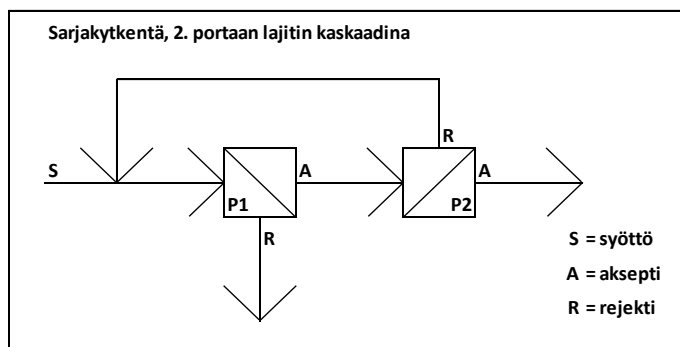 Sarjakytkentä, 2. portaan lajitin kaskaadina
R
S
A
A
P1
P2
R
S = syöttö
A = aksepti
R = rejekti